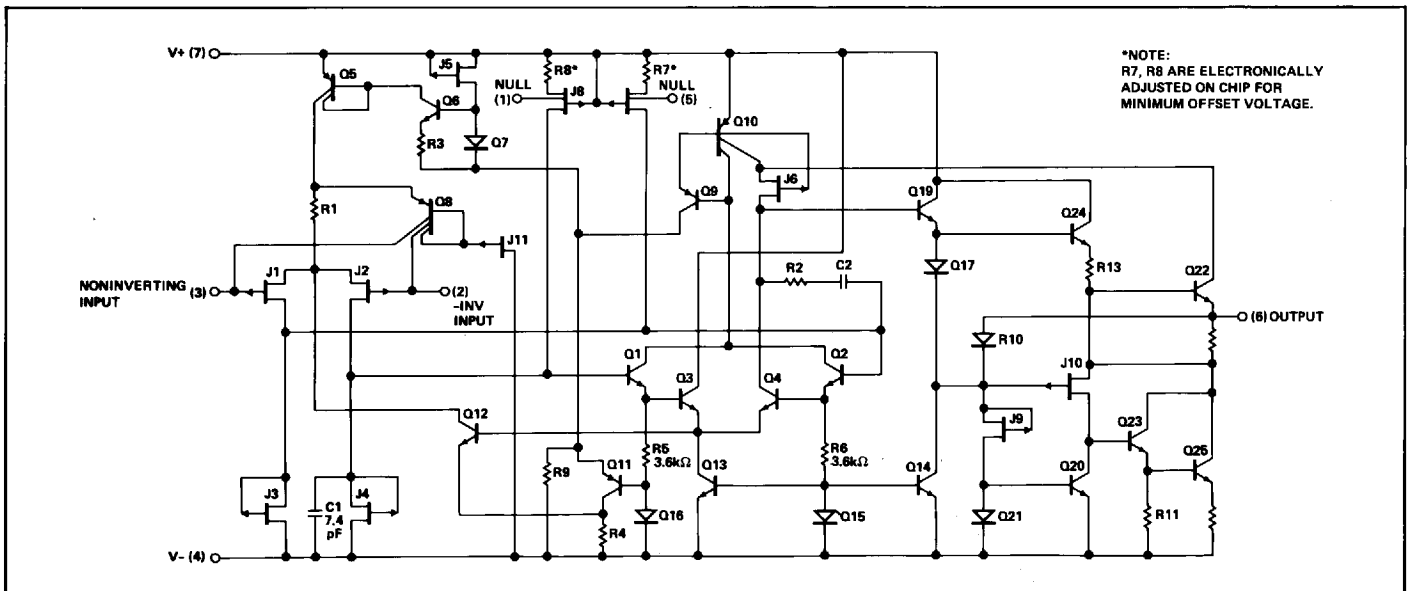 V+ (7)
J5
Q5
Q6
R3
Q7
R8*
NULL
(1)
J8
R7*
NULL
(5)
*NOTE:
R7, R8 ARE ELECTRONICALLY
ADJUSTED ON CHIP FOR
MINIMUM OFFSET VOLTAGE.
Q10
J6
Q9
Q19
Q24
R1
Q8
J11
Q17
R13
Q22
J1
J2
NONINVERTING
INPUT
(3)
(2)
-INV
INPUT
R2
C2
(6) OUTPUT
R10
J10
Q1
Q2
Q3
Q4
Q12
J9
Q23
Q25
R5
3.6kΩ
R6
3.6kΩ
R9
Q11
Q13
Q14
Q20
J3
C1
7.4
pF
J4
Q16
Q15
Q21
R11
R4
V- (4)